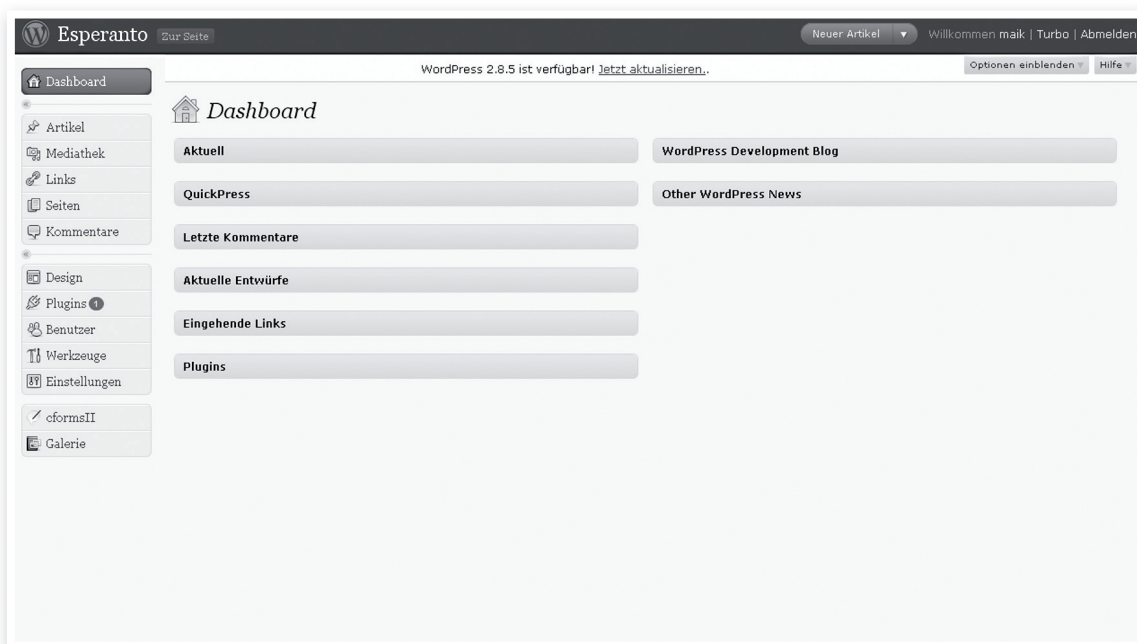 Esperanto Zur Seite Neuer Artikel Willkommen maik | Turbo | Abmelden
WordPress 2.8.5 ist verfügbar! Jetzt aktualisieren.. Optionen einblenden Hilfe
Dashboard
Artikel
Mediathek
Links
Seiten
Kommentare
Design
Plugins 1
Benutzer
Werkzeuge
Einstellungen
cformsII
Galerie
Dashboard
Aktuell
QuickPress
Letzte Kommentare
Aktuelle Entwürfe
Eingehende Links
Plugins
WordPress Development Blog
Other WordPress News